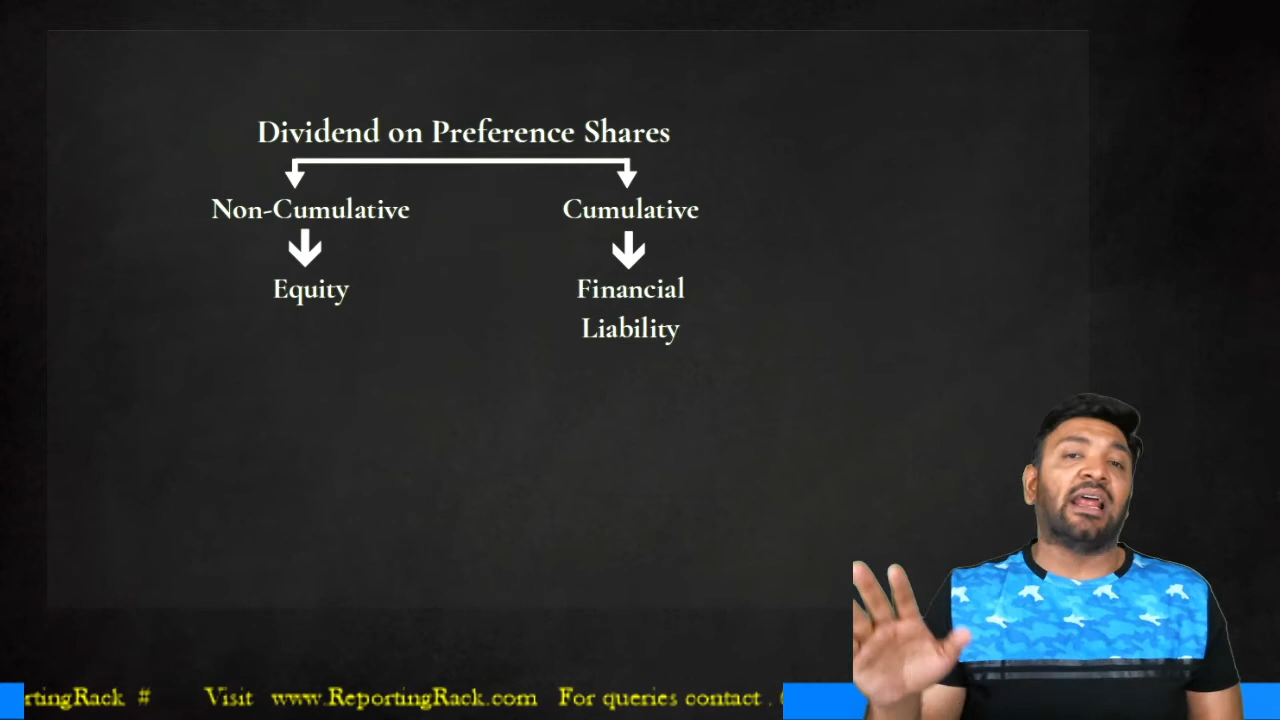 Dividend on Preference Shares
Non-Cumulative Cumulative
Equity Financial
Liability
rtingRack # Visit www.ReportingRack.com For queries contact .